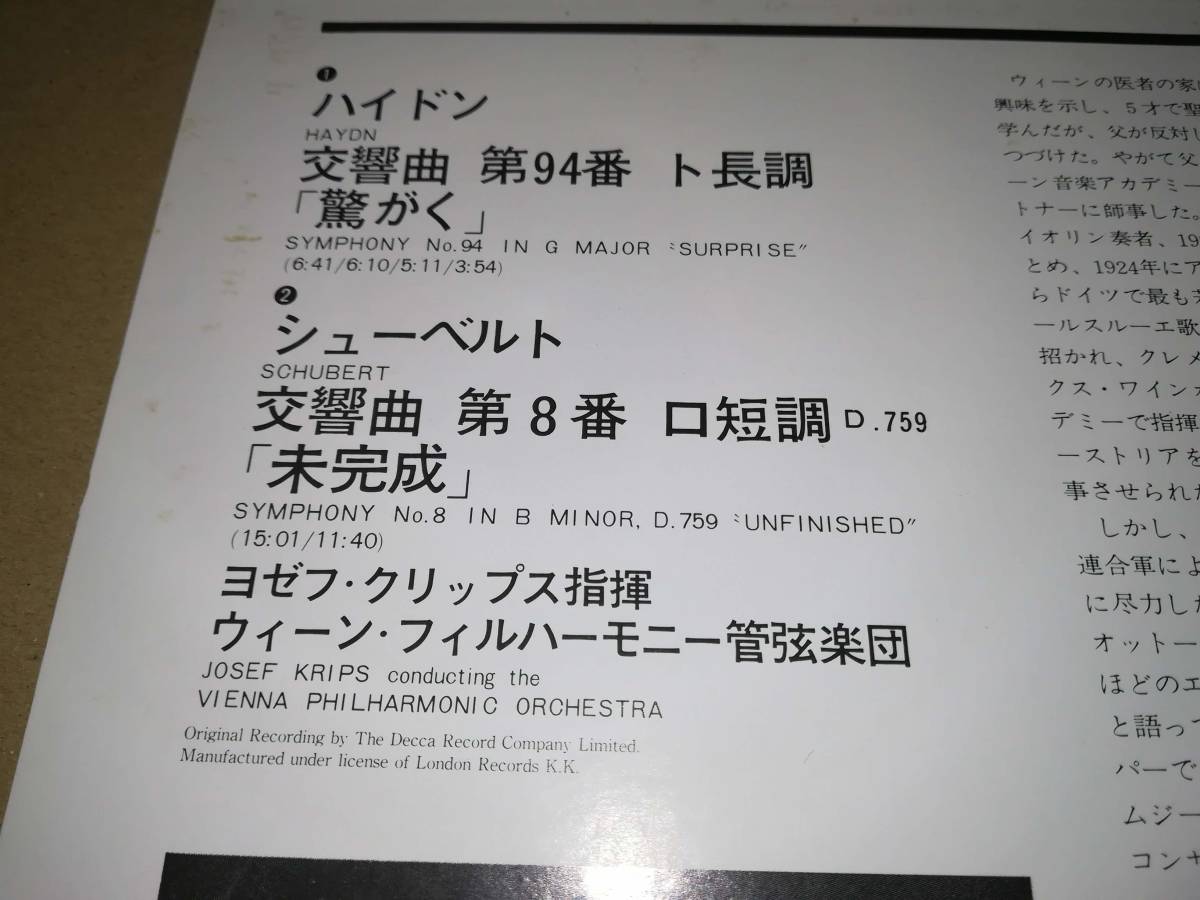 ❶
ハイドン
HAYDN
交響曲 第94番 ト長調
「驚がく」
SYMPHONY No.94 IN G MAJOR〝SURPRISE〟
(6:41/6:10/5:11/3:54)
❷
シューベルト
SCHUBERT
交響曲 第8番 ロ短調 D.759
「未完成」
SYMPHONY No.8 IN B MINOR, D.759〝UNFINISHED〟
(15:01/11:40)
ヨゼフ・クリップス指揮
ウィーン・フィルハーモニー管弦楽団
JOSEF KRIPS conducting the
VIENNA PHILHARMONIC ORCHESTRA
Original Recording by The Decca Record Company Limited.
Manufactured under license of London Records K.K.
ウィーンの医者の家に
興味を示し、5才で聖
学んだが、父が反対し
つづけた。やがて父
ーン音楽アカデミー
トナーに師事した。
イオリン奏者、19
とめ、1924年にア
らドイツで最も若
ールスルーエ歌
招かれ、クレメ
クス・ワインガ
デミーで指揮
ーストリアを
事させられた
しかし、
連合軍によ
に尽力した
オットー
ほどのエ
と語って
パーで
ムジー
コンサ